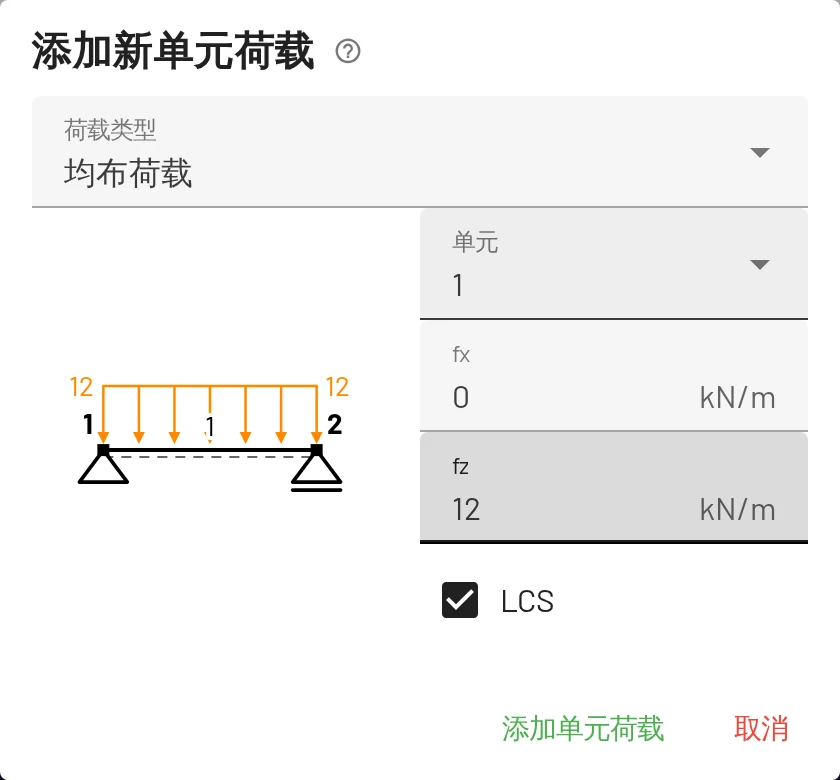 添加新单元荷载 ?
荷载类型
均布荷载
单元
1
fx
0 kN/m
fz
12 kN/m
LCS
12 12
1 1 2
添加单元荷载 取消